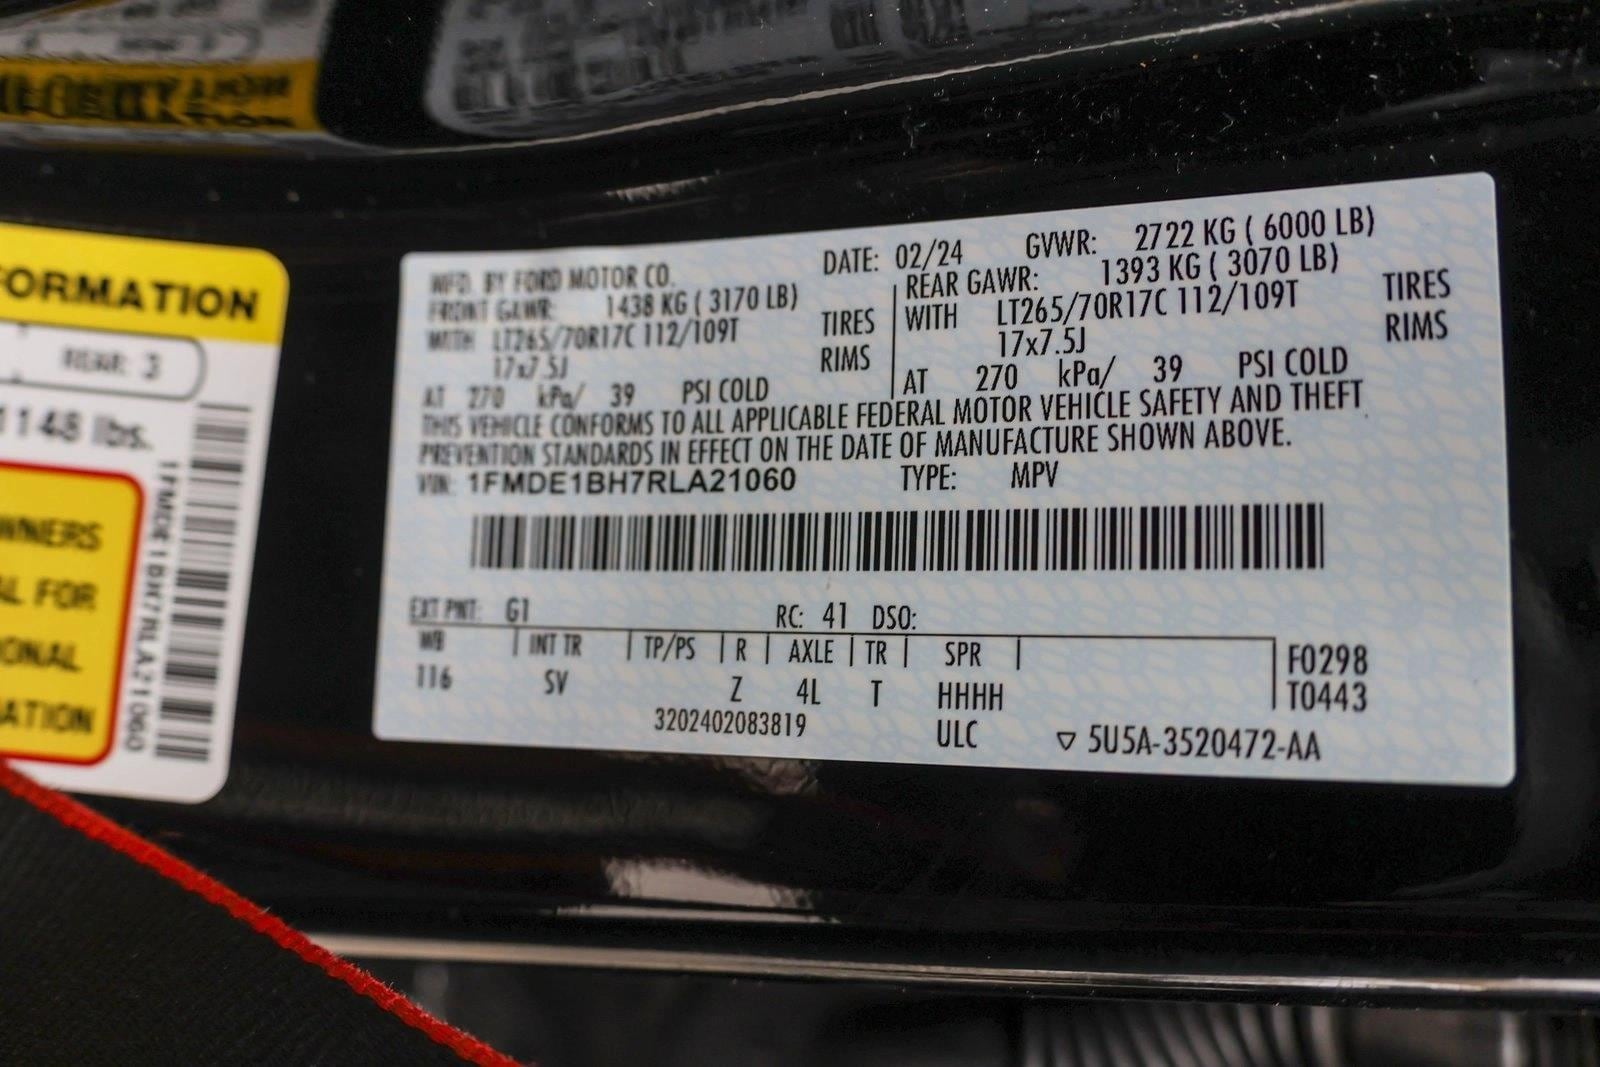 ORMATION
REAR: 3
1148 lbs.
WNERS
AL FOR
ONAL
ATION
1FMDE1BH7RLA21060
MFD. BY FORD MOTOR CO.
DATE: 02/24 GVWR: 2722 KG ( 6000 LB)
FRONT GAWR: 1438 KG ( 3170 LB)
WITH LT265/70R17C 112/109T TIRES
17x7.5J RIMS
AT 270 kPa/ 39 PSI COLD
REAR GAWR: 1393 KG ( 3070 LB)
WITH LT265/70R17C 112/109T TIRES
17x7.5J RIMS
AT 270 kPa/ 39 PSI COLD
THIS VEHICLE CONFORMS TO ALL APPLICABLE FEDERAL MOTOR VEHICLE SAFETY AND THEFT
PREVENTION STANDARDS IN EFFECT ON THE DATE OF MANUFACTURE SHOWN ABOVE.
VIN: 1FMDE1BH7RLA21060 TYPE: MPV
EXT PNT: G1 RC: 41 DSO:
WB INT TR TP/PS R AXLE TR SPR F0298
116 SV Z 4L T HHHH T0443
3202402083819 ULC ▽ 5U5A-3520472-AA